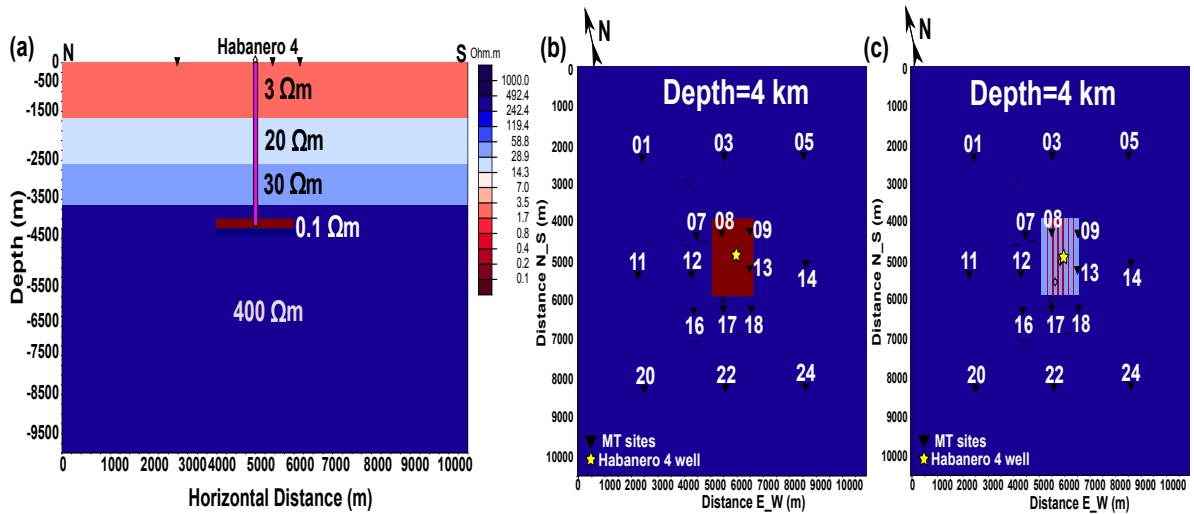 (a)
N
Habanero 4
S
Ohm.m
0
-500
-1500
-2500
-3500
-4500
-5500
-6500
-7500
-8500
-9500
Depth (m)
3 Ωm
20 Ωm
30 Ωm
0.1 Ωm
400 Ωm
1000.0
492.4
242.4
119.4
58.8
28.9
14.3
7.0
3.5
1.7
0.8
0.4
0.2
0.1
0 1000 2000 3000 4000 5000 6000 7000 8000 9000 10000
Horizontal Distance (m)
(b)
N
Depth=4 km
0
1000
2000
3000
4000
5000
6000
7000
8000
9000
10000
Distance N_S (m)
01 03 05
07 08 09
11 12 13 14
16 17 18
20 22 24
MT sites
Habanero 4 well
0 1000 2000 3000 4000 5000 6000 7000 8000 9000 10000
Distance E_W (m)
(c)
N
Depth=4 km
0
1000
2000
3000
4000
5000
6000
7000
8000
9000
10000
Distance N_S (m)
01 03 05
07 08 09
11 12 13 14
16 17 18
20 22 24
MT sites
Habanero 4 well
0 1000 2000 3000 4000 5000 6000 7000 8000 9000 10000
Distance E_W (m)